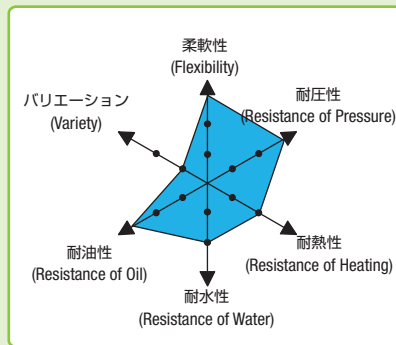 柔軟性
(Flexibility)
バリエーション
(Variety)
耐圧性
(Resistance of Pressure)
耐油性
(Resistance of Oil)
耐熱性
(Resistance of Heating)
耐水性
(Resistance of Water)